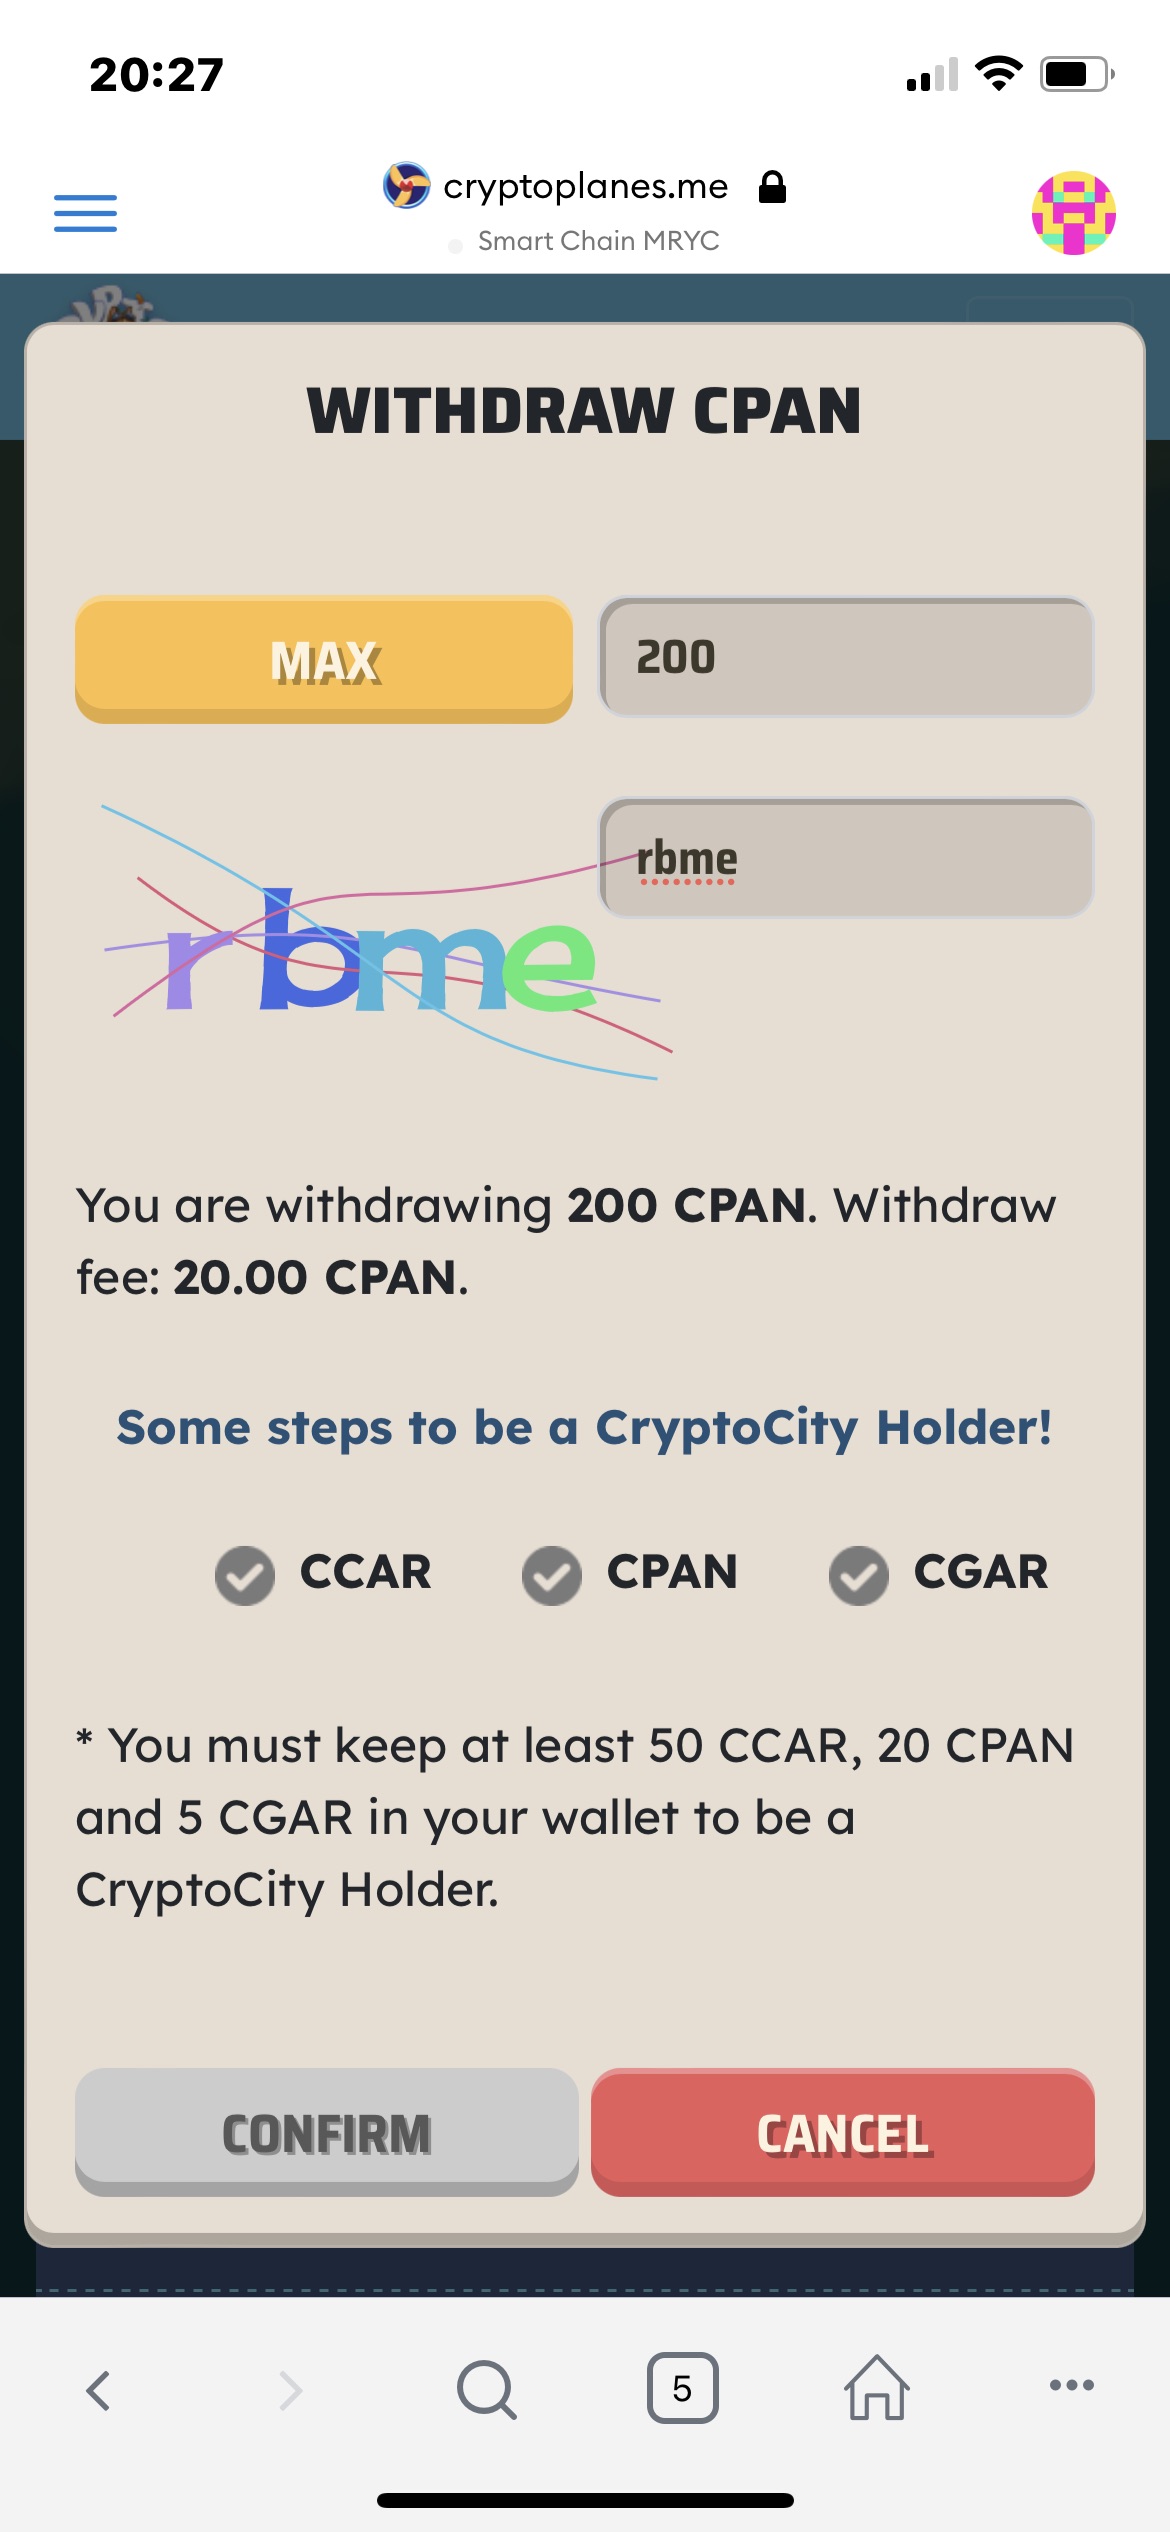 20:27
cryptoplanes.me
Smart Chain MRYC
WITHDRAW CPAN
MAX
200
rbme
rbme
You are withdrawing 200 CPAN. Withdraw
fee: 20.00 CPAN.
Some steps to be a CryptoCity Holder!
CCAR CPAN CGAR
* You must keep at least 50 CCAR, 20 CPAN
and 5 CGAR in your wallet to be a
CryptoCity Holder.
CONFIRM CANCEL
5